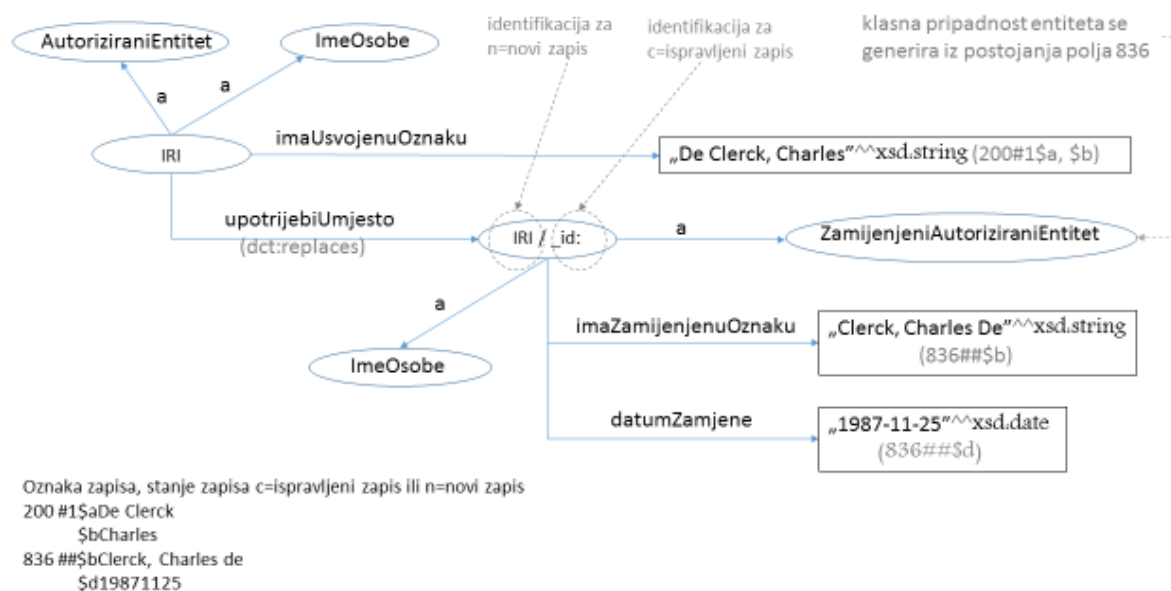 AutoriziraniEntitet
ImeOsobe
identifikacija za
n=novi zapis
identifikacija za
c=ispravljeni zapis
klasna pripadnost entiteta se
generira iz postojanja polja 836
a
a
IRI
imaUsvojenuOznaku
„De Clerck, Charles”^^xsd:string (200#1$a, $b)
upotrijebiUmjesto
(dct:replaces)
IRI / _id:
a
ZamijenjeniAutoriziraniEntitet
a
ImeOsobe
imaZamijenjenuOznaku
„Clerck, Charles De”^^xsd:string
(836##$b)
datumZamjene
„1987-11-25”^^xsd:date
(836##$d)
Oznaka zapisa, stanje zapisa c=ispravljeni zapis ili n=novi zapis
200 #1$aDe Clerck
$bCharles
836 ##$bClerck, Charles de
$d19871125